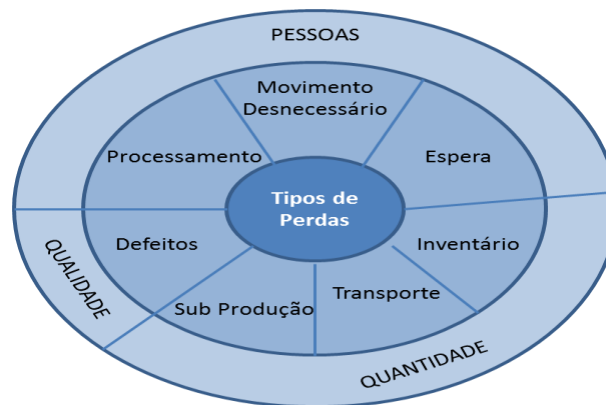 PESSOAS
Movimento
Desnecessário
Processamento
Espera
Tipos de
Perdas
Defeitos
Inventário
QUALIDADE
Sub Produção
Transporte
QUANTIDADE